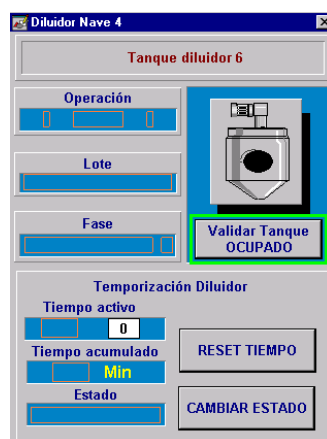 Diluidor Nave 4
Tanque diluidor 6
Operación
Lote
Fase
Validar Tanque
OCUPADO
Temporización Diluidor
Tiempo activo
0
Tiempo acumulado
Min
Estado
RESET TIEMPO
CAMBIAR ESTADO